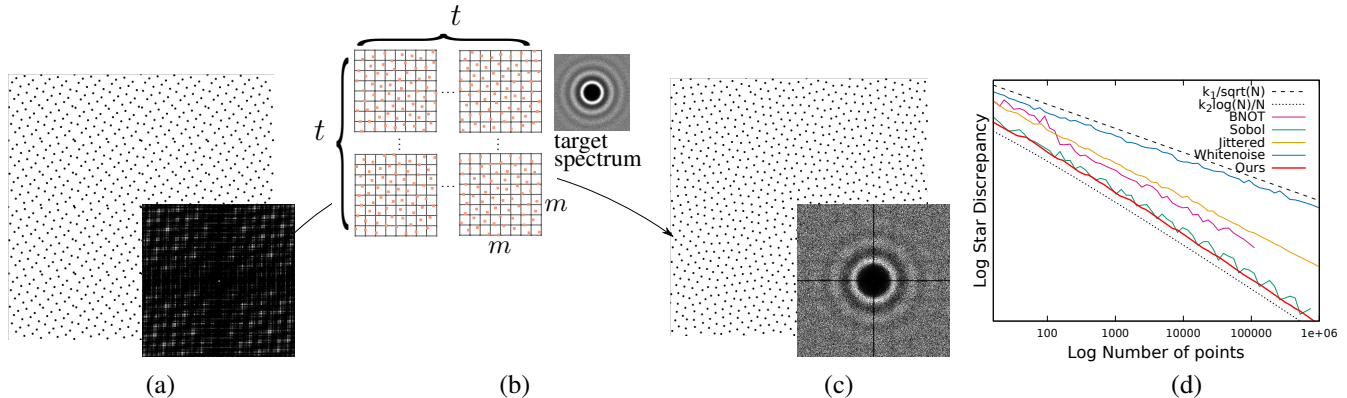 t
t
target
spectrum
m
m
Log Star Discrepancy
k₁/sqrt(N)
k₂log(N)/N
BNOT
Sobol
Jittered
Whitenoise
Ours
100
1000
10000
100000
1e+06
Log Number of points
(a)
(b)
(c)
(d)